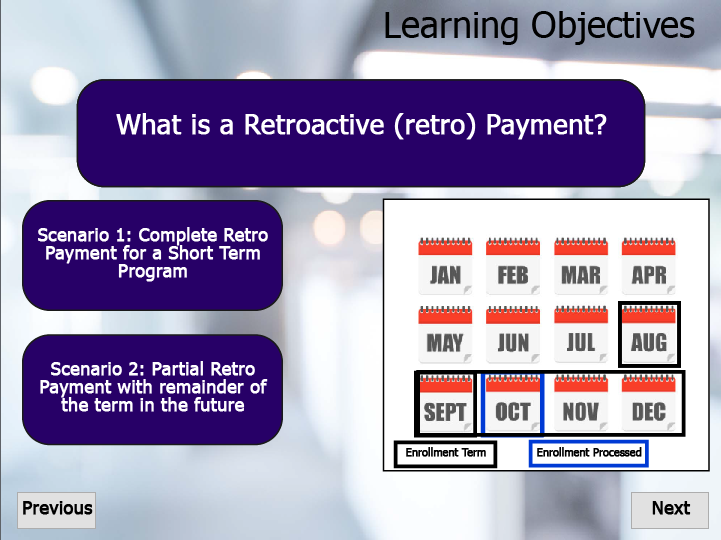 Learning Objectives
What is a Retroactive (retro) Payment?
Scenario 1: Complete Retro
Payment for a Short Term
Program
Scenario 2: Partial Retro
Payment with remainder of
the term in the future
JAN FEB MAR APR
MAY JUN JUL AUG
SEPT OCT NOV DEC
Enrollment Term Enrollment Processed
Previous Next